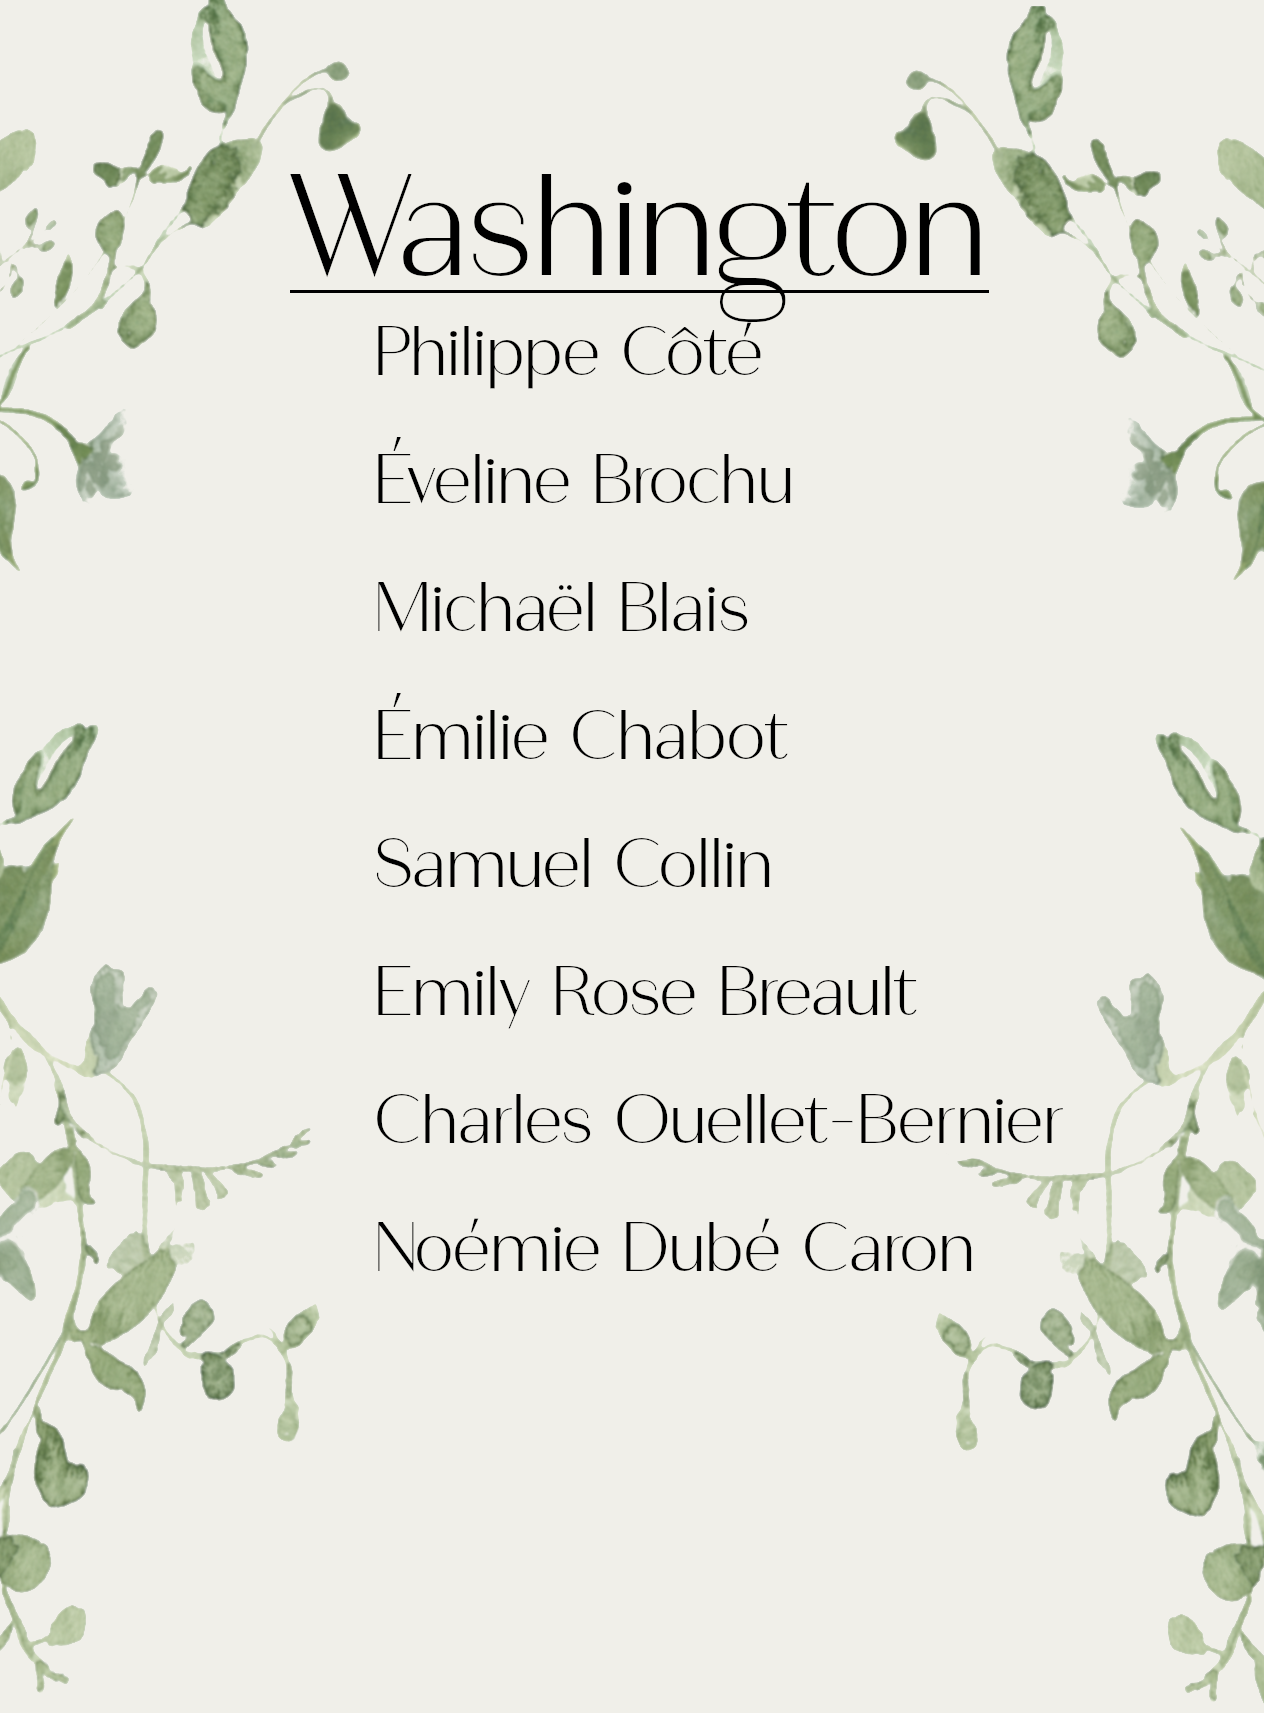 Washington
Philippe Côté
Éveline Brochu
Michaël Blais
Émilie Chabot
Samuel Collin
Emily Rose Breault
Charles Ouellet-Bernier
Noémie Dubé Caron